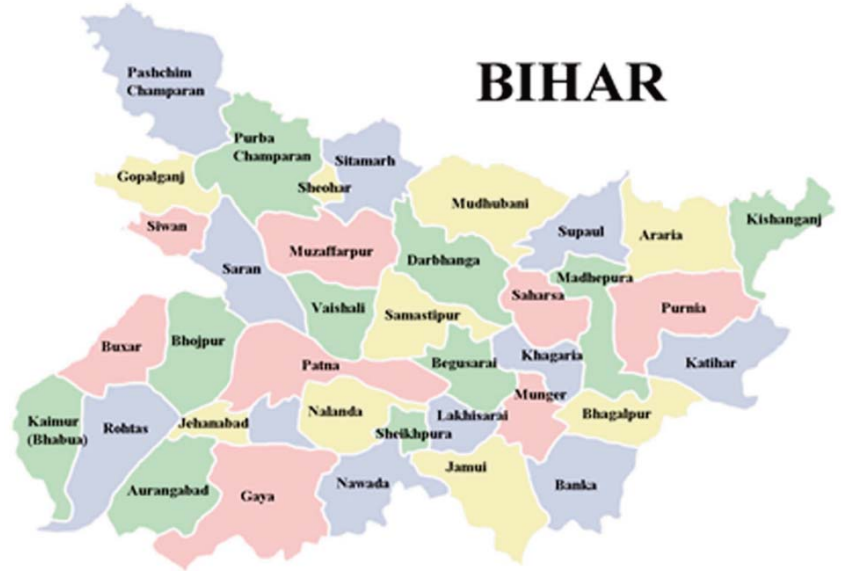 BIHAR
Pashchim
Champaran
Purba
Champaran
Sitamarh
Gopalganj
Sheohar
Mudhubani
Kishanganj
Siwan
Supaul
Araria
Muzaffarpur
Darbhanga
Saran
Madhepura
Saharsa
Vaishali
Samastipur
Purnia
Buxar
Bhojpur
Khagaria
Patna
Begusarai
Katihar
Munger
Nalanda
Lakhisarai
Bhagalpur
Kaimur
(Bhabua)
Rohtas
Jehanabad
Sheikhpura
Jamui
Nawada
Banka
Aurangabad
Gaya